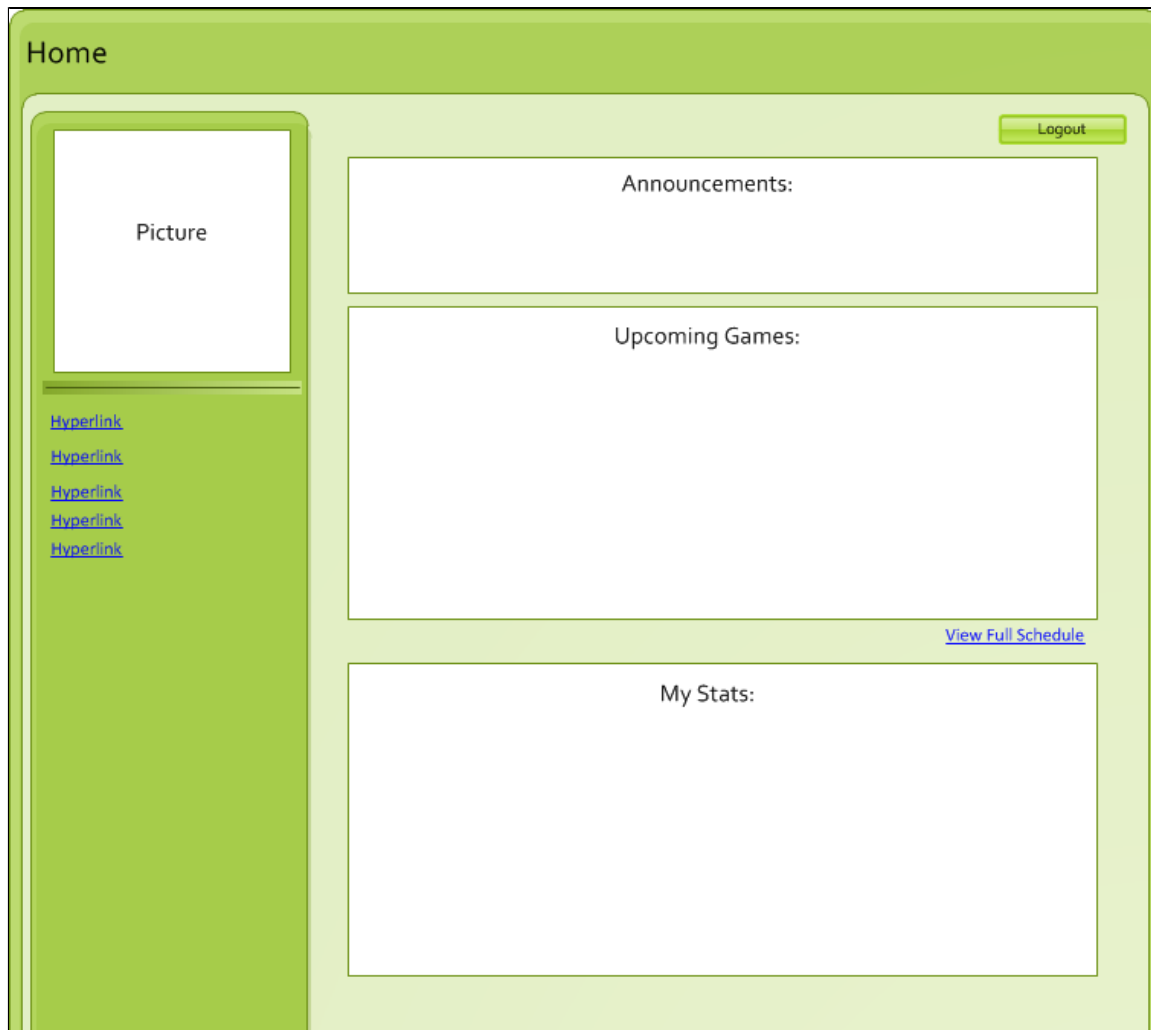 Home
Logout
Picture
Announcements:
Upcoming Games:
Hyperlink
Hyperlink
Hyperlink
Hyperlink
Hyperlink
View Full Schedule
My Stats: